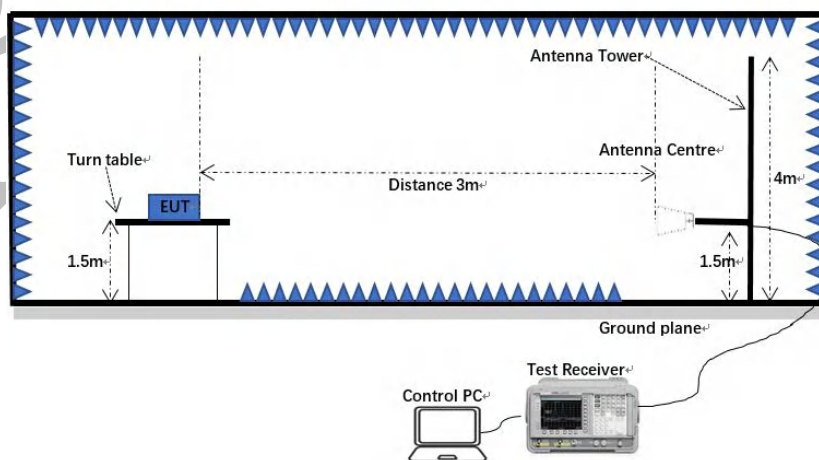 Antenna Tower
Turn table
Antenna Centre
Distance 3m
4m
EUT
1.5m
1.5m
Ground plane
Test Receiver
Control PC